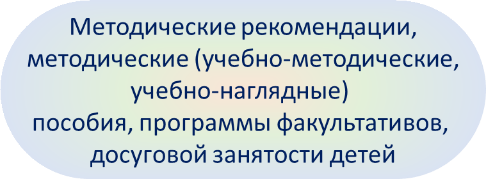 Методические рекомендации,
методические (учебно-методические,
учебно-наглядные)
пособия, программы факультативов,
досуговой занятости детей